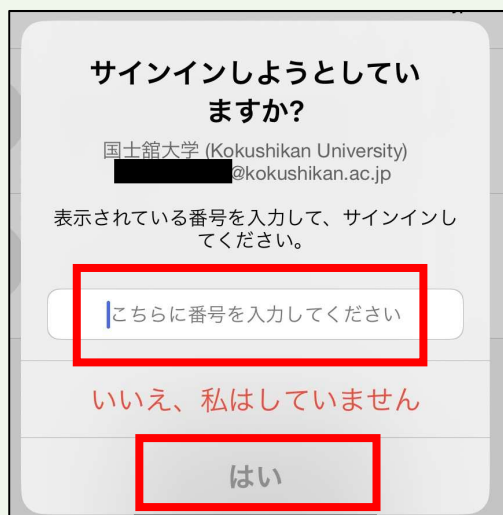 サインインしようとしてい
ますか?
国士舘大学 (Kokushikan University)
@kokushikan.ac.jp
表示されている番号を入力して、サインインし
てください。
こちらに番号を入力してください
いいえ、私はしていません
はい